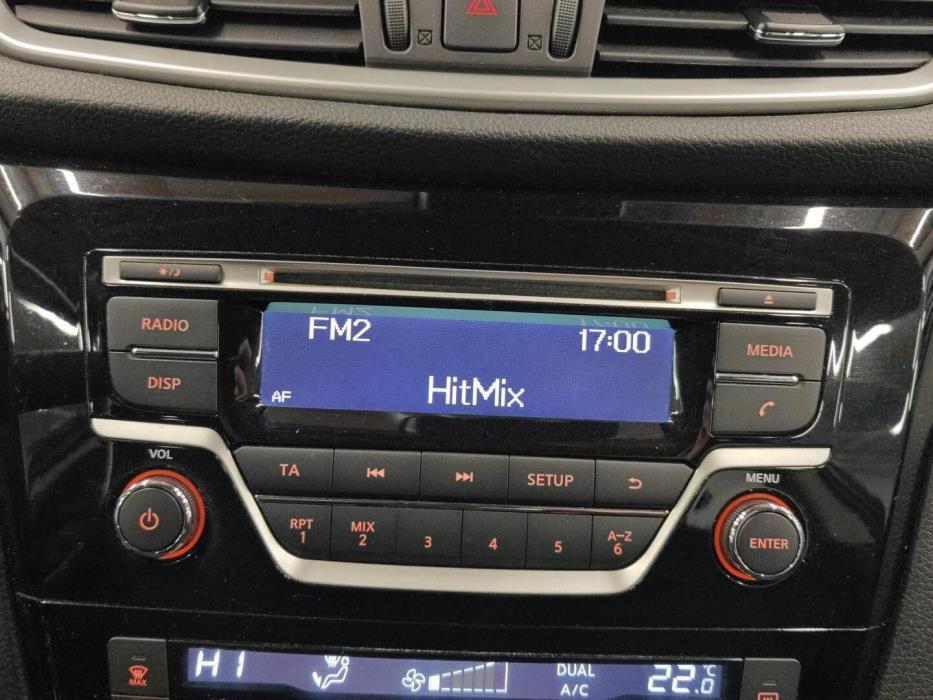 RADIO
DISP
FM2
17:00
HitMix
AF
MEDIA
VOL
TA
SETUP
MENU
RPT
1
MIX
2
3
4
5
A-Z
6
ENTER
MAX
HI
DUAL
A/C
22.0
°C